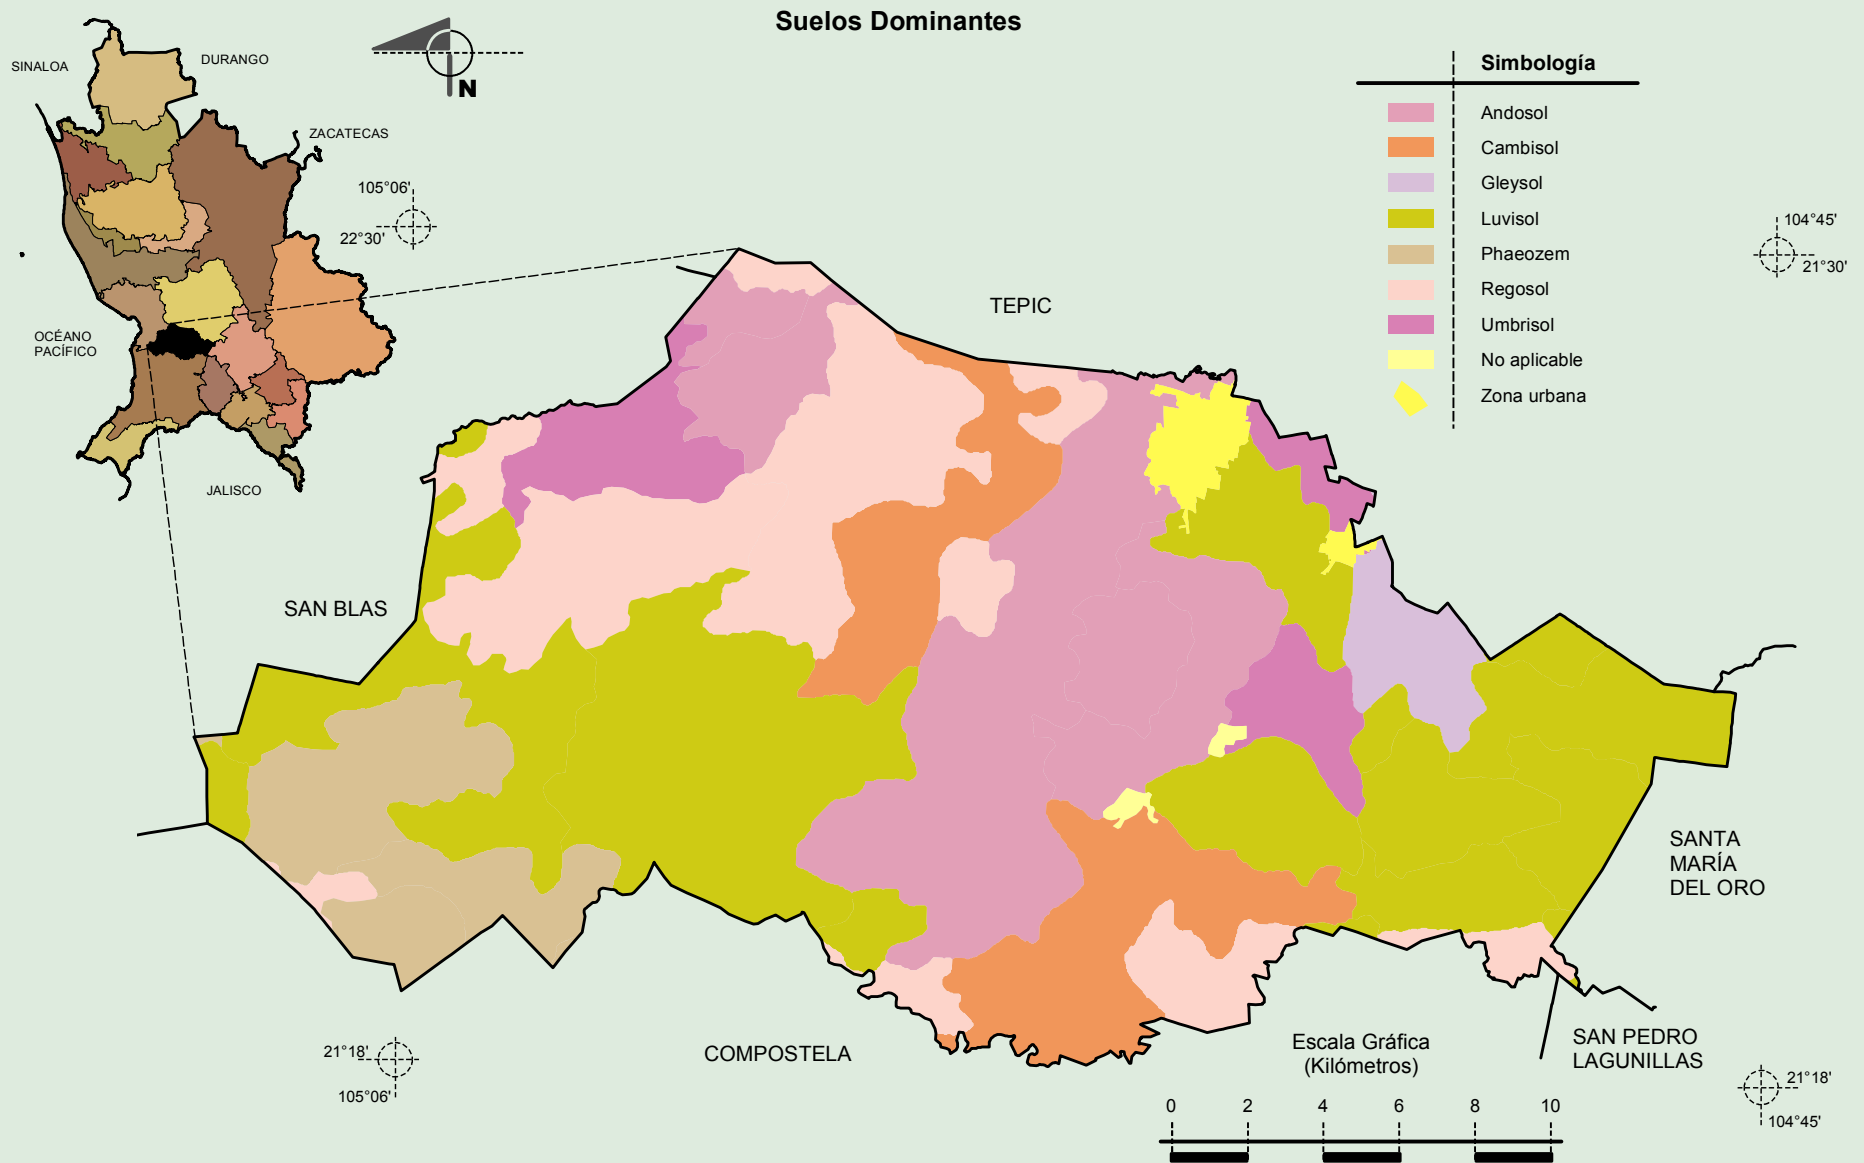 Suelos Dominantes
SINALOA
DURANGO
ZACATECAS
OCÉANO
PACÍFICO
JALISCO
N
105°06'
22°30'
Simbología
Andosol
Cambisol
Gleysol
Luvisol
Phaeozem
Regosol
Umbrisol
No aplicable
Zona urbana
104°45'
21°30'
TEPIC
SAN BLAS
SANTA
MARÍA
DEL ORO
COMPOSTELA
SAN PEDRO
LAGUNILLAS
21°18'
105°06'
Escala Gráfica
(Kilómetros)
0 2 4 6 8 10
21°18'
104°45'